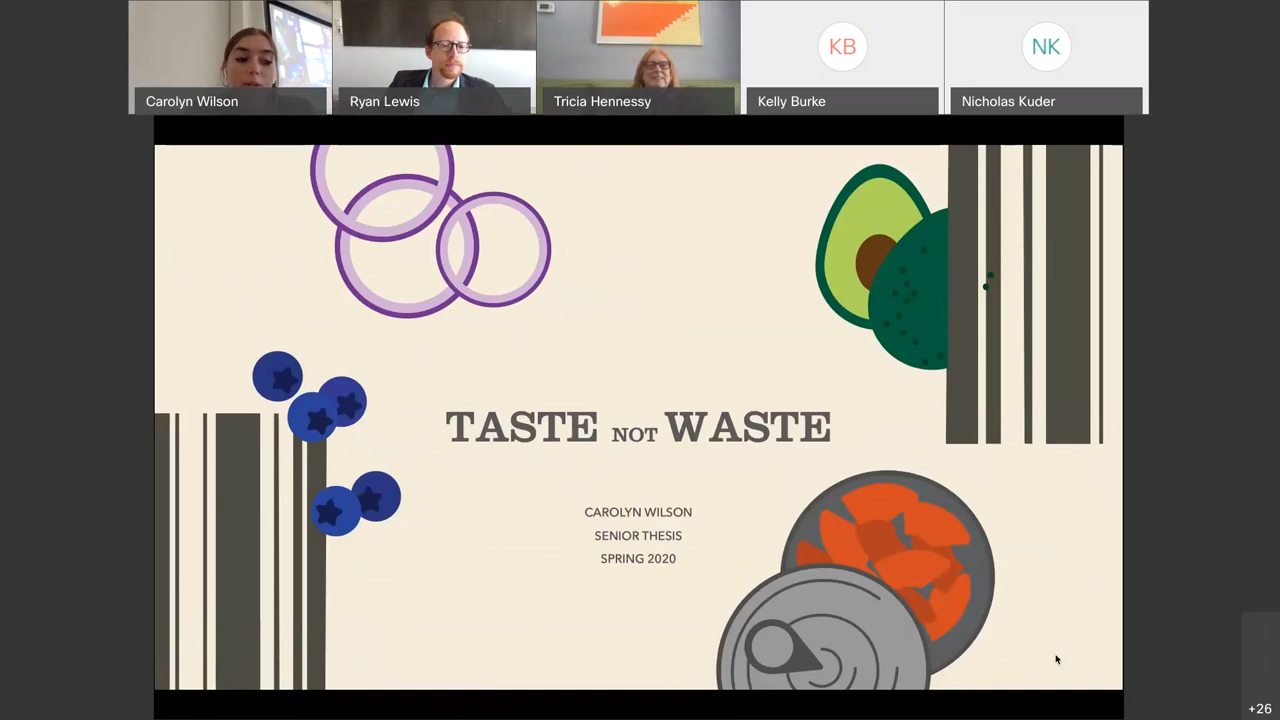 Carolyn Wilson
Ryan Lewis
Tricia Hennessy
KB
Kelly Burke
NK
Nicholas Kuder
TASTE NOT WASTE
CAROLYN WILSON
SENIOR THESIS
SPRING 2020
+26